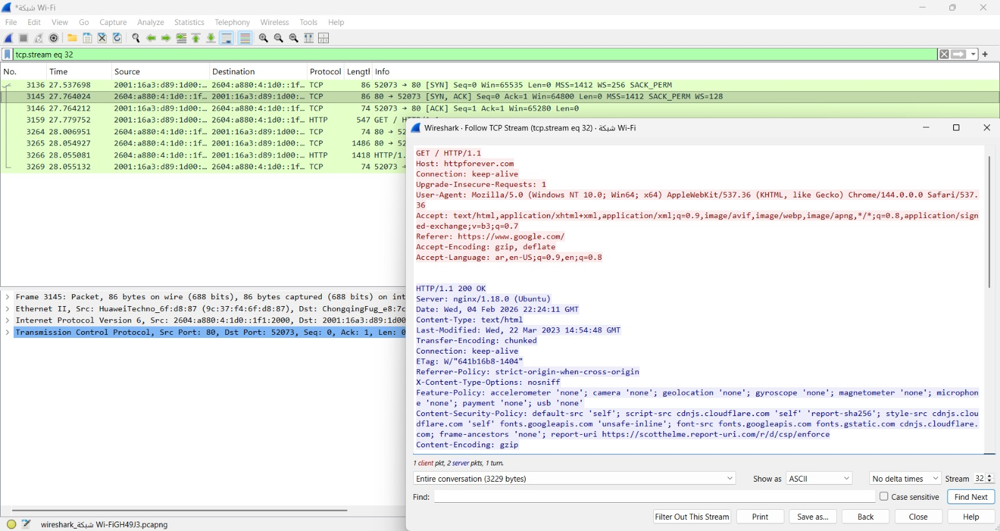 *شبكة Wi-Fi
File Edit View Go Capture Analyze Statistics Telephony Wireless Tools Help
tcp.stream eq 32
No. Time Source Destination Protocol Length Info
3136 27.537698 2001:16a3:d89:1d00:… 2604:a880:4:1d0::1f… TCP 86 52073 → 80 [SYN] Seq=0 Win=65535 Len=0 MSS=1412 WS=256 SACK_PERM
3145 27.764024 2604:a880:4:1d0::1f… 2001:16a3:d89:1d00:… TCP 86 80 → 52073 [SYN, ACK] Seq=0 Ack=1 Win=64800 Len=0 MSS=1412 SACK_PERM WS=128
3146 27.764212 2001:16a3:d89:1d00:… 2604:a880:4:1d0::1f… TCP 74 52073 → 80 [ACK] Seq=1 Ack=1 Win=65280 Len=0
3159 27.779752 2001:16a3:d89:1d00:… 2604:a880:4:1d0::1f… HTTP 547 GET / HTTP/1.1
3264 28.006951 2604:a880:4:1d0::1f… 2001:16a3:d89:1d00:… TCP 74 80 → 52
3265 28.054927 2604:a880:4:1d0::1f… 2001:16a3:d89:1d00:… TCP 1486 80 → 52
3266 28.055081 2604:a880:4:1d0::1f… 2001:16a3:d89:1d00:… HTTP 1418 HTTP/1.
3269 28.055132 2001:16a3:d89:1d00:… 2604:a880:4:1d0::1f… TCP 74 52073 →
Frame 3145: Packet, 86 bytes on wire (688 bits), 86 bytes captured (688 bits) on int
Ethernet II, Src: HuaweiTechno_6f:d8:87 (9c:37:f4:6f:d8:87), Dst: ChongqingFug_e8:7c
Internet Protocol Version 6, Src: 2604:a880:4:1d0::1f1:2000, Dst: 2001:16a3:d89:1d00
Transmission Control Protocol, Src Port: 80, Dst Port: 52073, Seq: 0, Ack: 1, Len: 0
wireshark_شبكة Wi-FiGH49J3.pcapng
Wireshark · Follow TCP Stream (tcp.stream eq 32) · شبكة Wi-Fi
GET / HTTP/1.1
Host: httpforever.com
Connection: keep-alive
Upgrade-Insecure-Requests: 1
User-Agent: Mozilla/5.0 (Windows NT 10.0; Win64; x64) AppleWebKit/537.36 (KHTML, like Gecko) Chrome/144.0.0.0 Safari/537.
36
Accept: text/html,application/xhtml+xml,application/xml;q=0.9,image/avif,image/webp,image/apng,*/*;q=0.8,application/sign
ed-exchange;v=b3;q=0.7
Referer: https://www.google.com/
Accept-Encoding: gzip, deflate
Accept-Language: ar,en-US;q=0.9,en;q=0.8
HTTP/1.1 200 OK
Server: nginx/1.18.0 (Ubuntu)
Date: Wed, 04 Feb 2026 22:24:11 GMT
Content-Type: text/html
Last-Modified: Wed, 22 Mar 2023 14:54:48 GMT
Transfer-Encoding: chunked
Connection: keep-alive
ETag: W/"641b16b8-1404"
Referrer-Policy: strict-origin-when-cross-origin
X-Content-Type-Options: nosniff
Feature-Policy: accelerometer 'none'; camera 'none'; geolocation 'none'; gyroscope 'none'; magnetometer 'none'; microphon
e 'none'; payment 'none'; usb 'none'
Content-Security-Policy: default-src 'self'; script-src cdnjs.cloudflare.com 'self' 'report-sha256'; style-src cdnjs.clou
dflare.com 'self' fonts.googleapis.com 'unsafe-inline'; font-src fonts.googleapis.com fonts.gstatic.com cdnjs.cloudflare.
com; frame-ancestors 'none'; report-uri https://scotthelme.report-uri.com/r/d/csp/enforce
Content-Encoding: gzip
1 client pkt, 2 server pkts, 1 turn.
Entire conversation (3229 bytes) Show as ASCII No delta times Stream 32
Find: Case sensitive Find Next
Filter Out This Stream Print Save as... Back Close Help